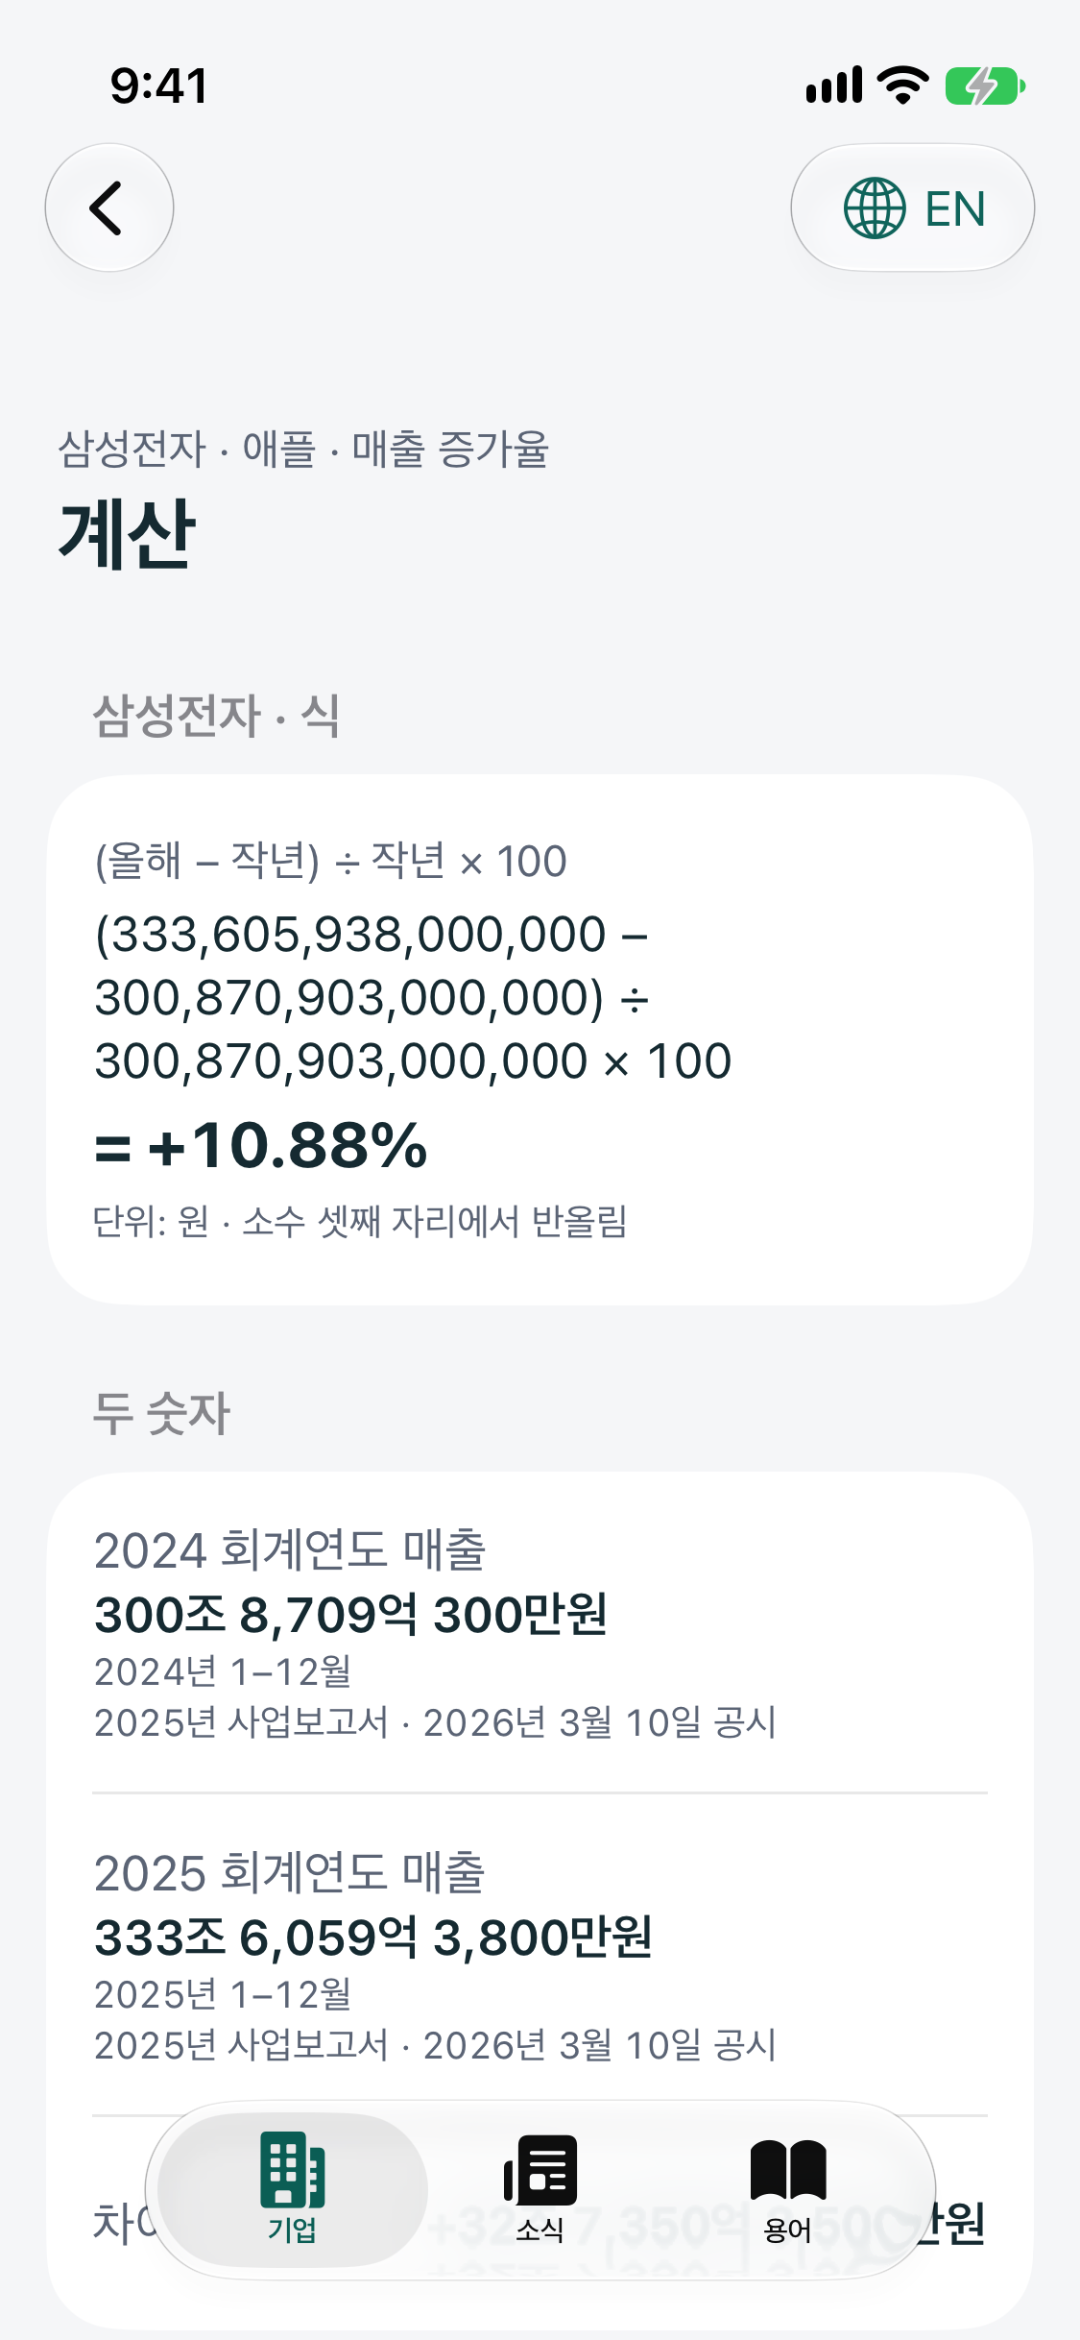 9:41
EN
삼성전자 · 애플 · 매출 증가율
계산
삼성전자 · 식
(올해 – 작년) ÷ 작년 × 100
(333,605,938,000,000 –
300,870,903,000,000) ÷
300,870,903,000,000 × 100
= +10.88%
단위: 원 · 소수 셋째 자리에서 반올림
두 숫자
2024 회계연도 매출
300조 8,709억 300만원
2024년 1–12월
2025년 사업보고서 · 2026년 3월 10일 공시
2025 회계연도 매출
333조 6,059억 3,800만원
2025년 1–12월
2025년 사업보고서 · 2026년 3월 10일 공시
기업
소식
용어